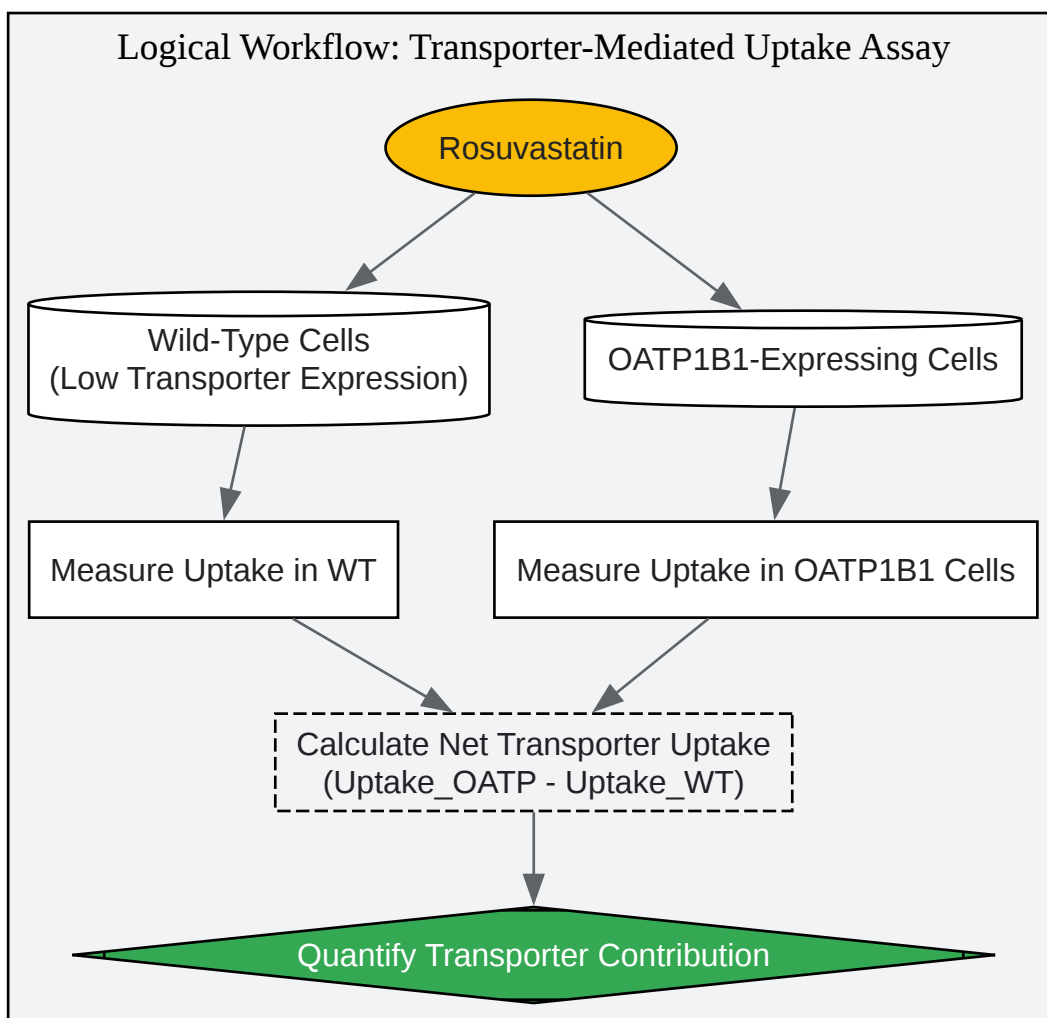 Logical Workflow: Transporter-Mediated Uptake Assay
Rosuvastatin
Wild-Type Cells
(Low Transporter Expression)
OATP1B1-Expressing Cells
Measure Uptake in WT
Measure Uptake in OATP1B1 Cells
Calculate Net Transporter Uptake
(Uptake_OATP - Uptake_WT)
Quantify Transporter Contribution